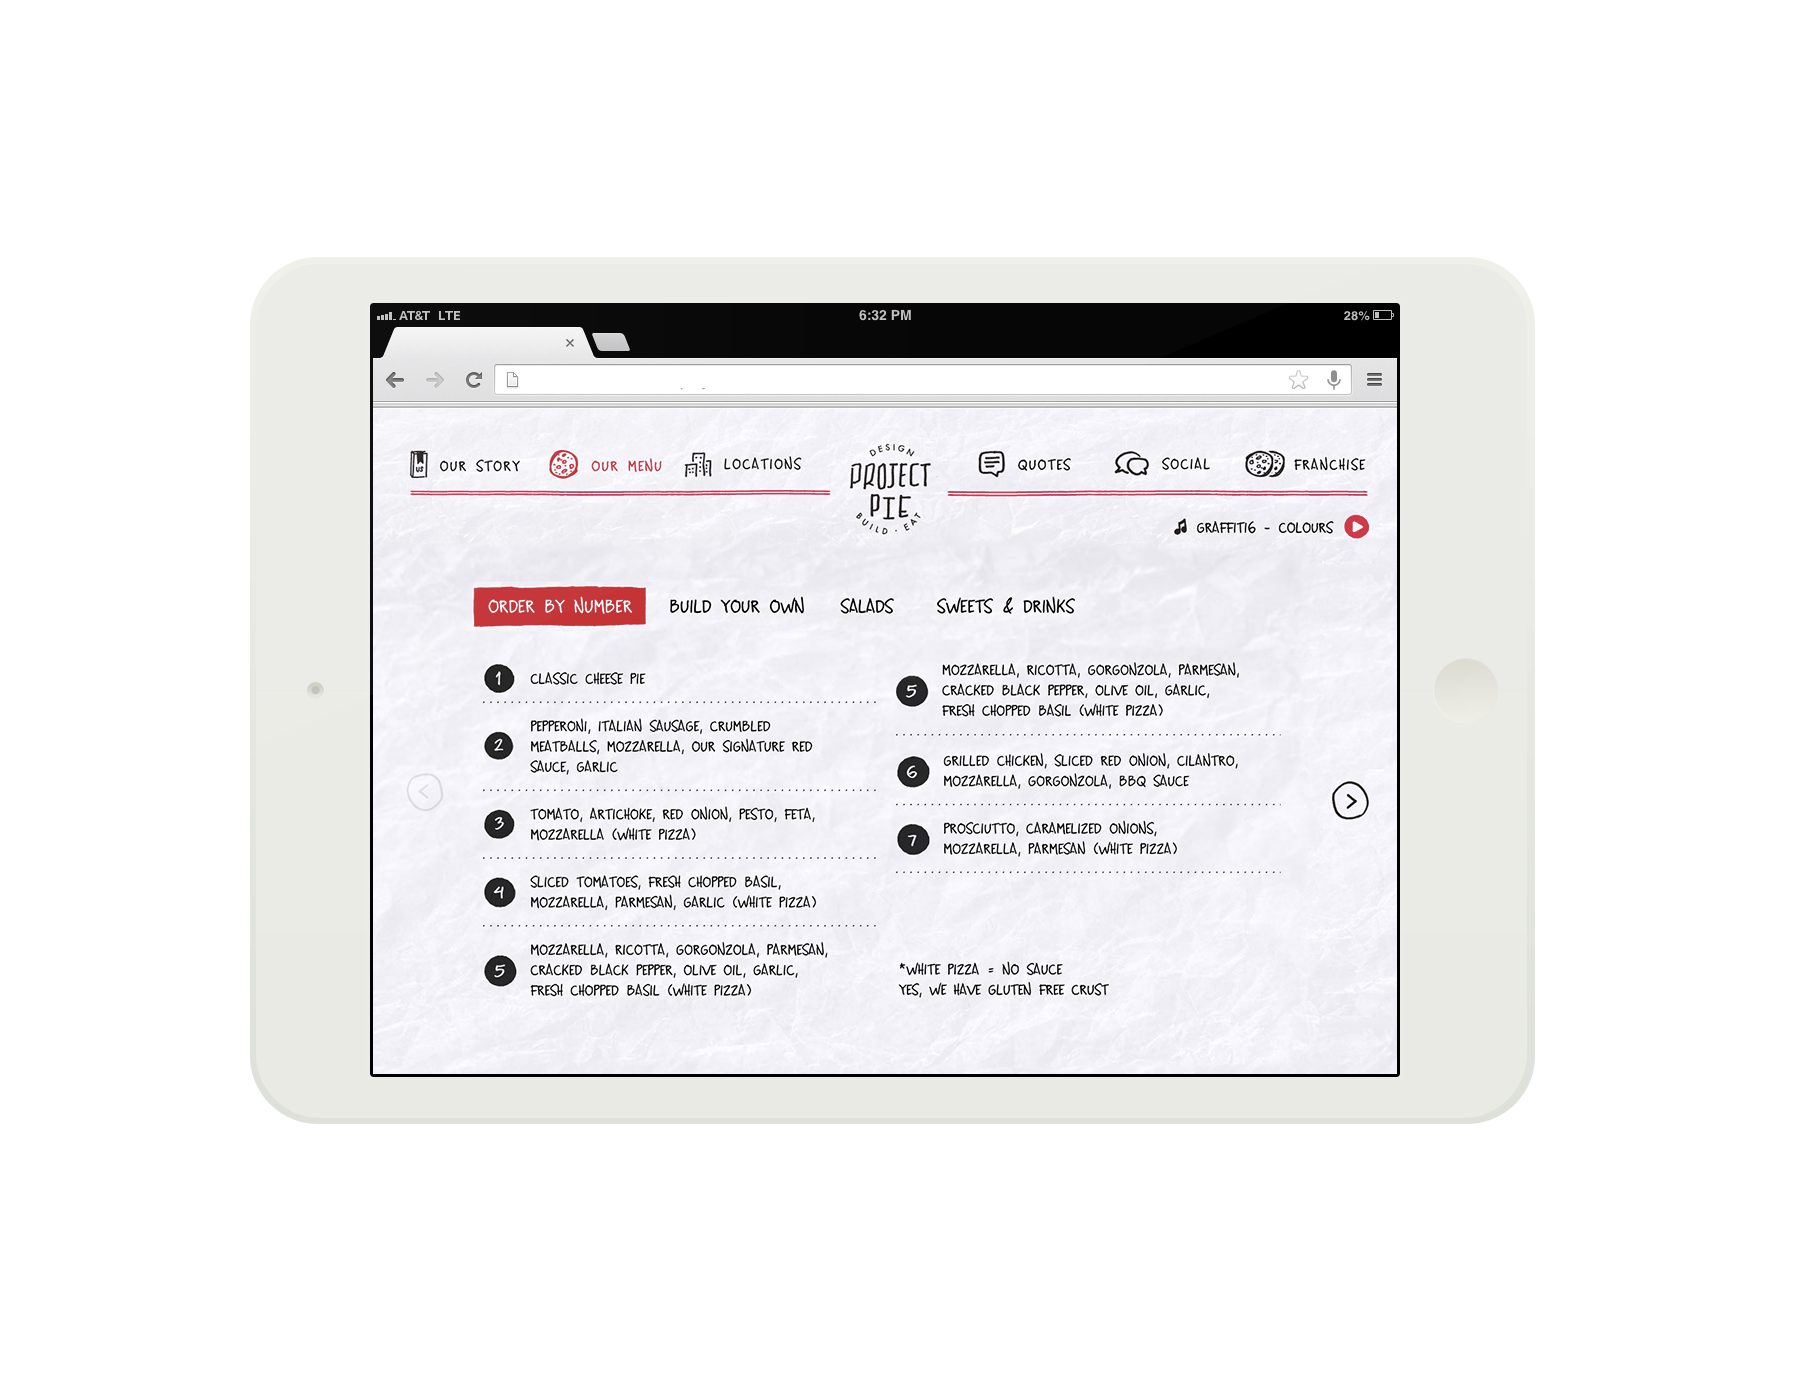 AT&T LTE
6:32 PM
28%
OUR STORY
OUR MENU
LOCATIONS
DESIGN
PROJECT
PIE
BUILD · EAT
QUOTES
SOCIAL
FRANCHISE
GRAFFITI6 - COLOURS
ORDER BY NUMBER
BUILD YOUR OWN
SALADS
SWEETS & DRINKS
1 CLASSIC CHEESE PIE
2 PEPPERONI, ITALIAN SAUSAGE, CRUMBLED
MEATBALLS, MOZZARELLA, OUR SIGNATURE RED
SAUCE, GARLIC
3 TOMATO, ARTICHOKE, RED ONION, PESTO, FETA,
MOZZARELLA (WHITE PIZZA)
4 SLICED TOMATOES, FRESH CHOPPED BASIL,
MOZZARELLA, PARMESAN, GARLIC (WHITE PIZZA)
5 MOZZARELLA, RICOTTA, GORGONZOLA, PARMESAN,
CRACKED BLACK PEPPER, OLIVE OIL, GARLIC,
FRESH CHOPPED BASIL (WHITE PIZZA)
5 MOZZARELLA, RICOTTA, GORGONZOLA, PARMESAN,
CRACKED BLACK PEPPER, OLIVE OIL, GARLIC,
FRESH CHOPPED BASIL (WHITE PIZZA)
6 GRILLED CHICKEN, SLICED RED ONION, CILANTRO,
MOZZARELLA, GORGONZOLA, BBQ SAUCE
7 PROSCIUTTO, CARAMELIZED ONIONS,
MOZZARELLA, PARMESAN (WHITE PIZZA)
*WHITE PIZZA = NO SAUCE
YES, WE HAVE GLUTEN FREE CRUST